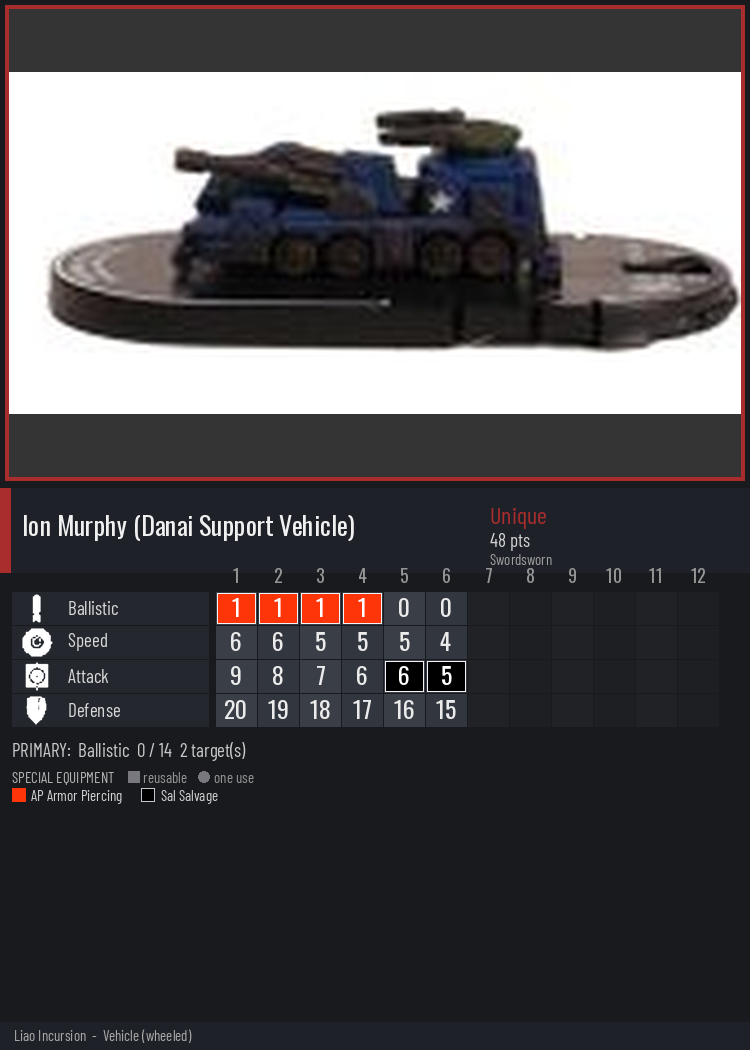 Ion Murphy (Danai Support Vehicle)
Unique
48 pts
Swordsworn
1 2 3 4 5 6 7 8 9 10 11 12
Ballistic 1 1 1 1 0 0
Speed 6 6 5 5 5 4
Attack 9 8 7 6 6 5
Defense 20 19 18 17 16 15
PRIMARY: Ballistic 0 / 14 2 target(s)
SPECIAL EQUIPMENT reusable one use
AP Armor Piercing Sal Salvage
Liao Incursion - Vehicle (wheeled)